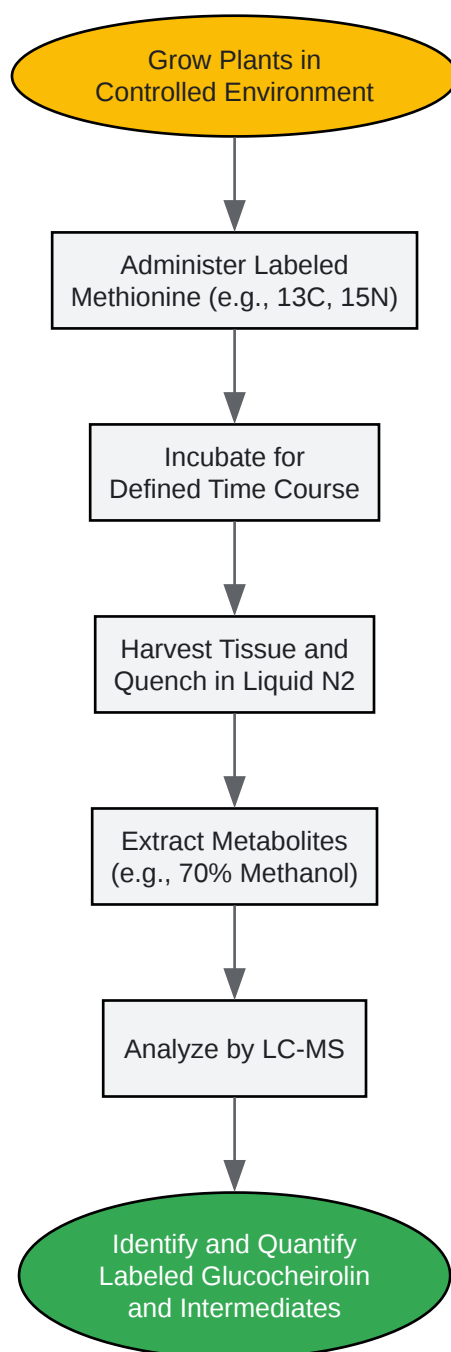 Grow Plants in
Controlled Environment
Administer Labeled
Methionine (e.g., 13C, 15N)
Incubate for
Defined Time Course
Harvest Tissue and
Quench in Liquid N2
Extract Metabolites
(e.g., 70% Methanol)
Analyze by LC-MS
Identify and Quantify
Labeled Glucocheirolin
and Intermediates